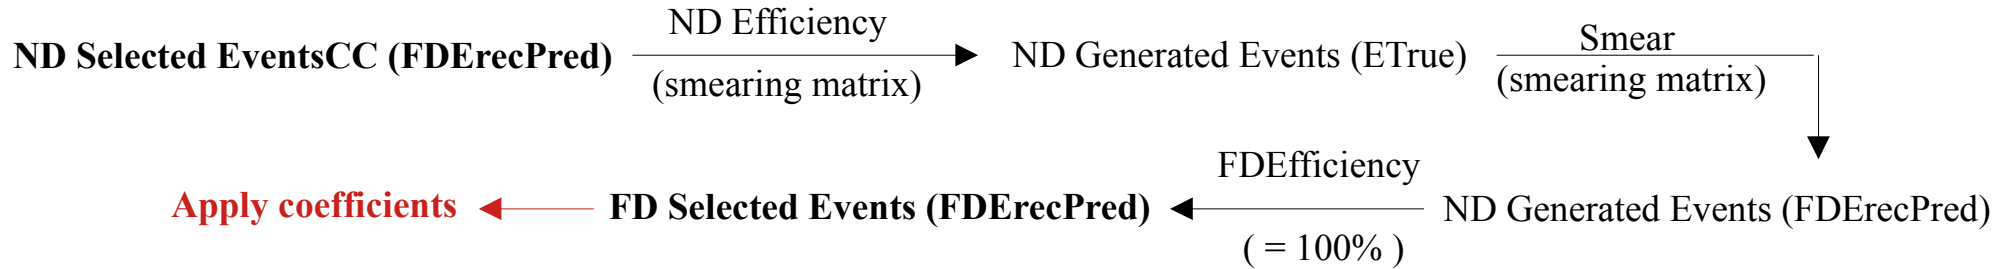 ND Efficiency
ND Selected EventsCC (FDErecPred)
(smearing matrix)
ND Generated Events (ETrue)
Smear
(smearing matrix)
FDEfficiency
Apply coefficients
FD Selected Events (FDErecPred)
ND Generated Events (FDErecPred)
( = 100% )